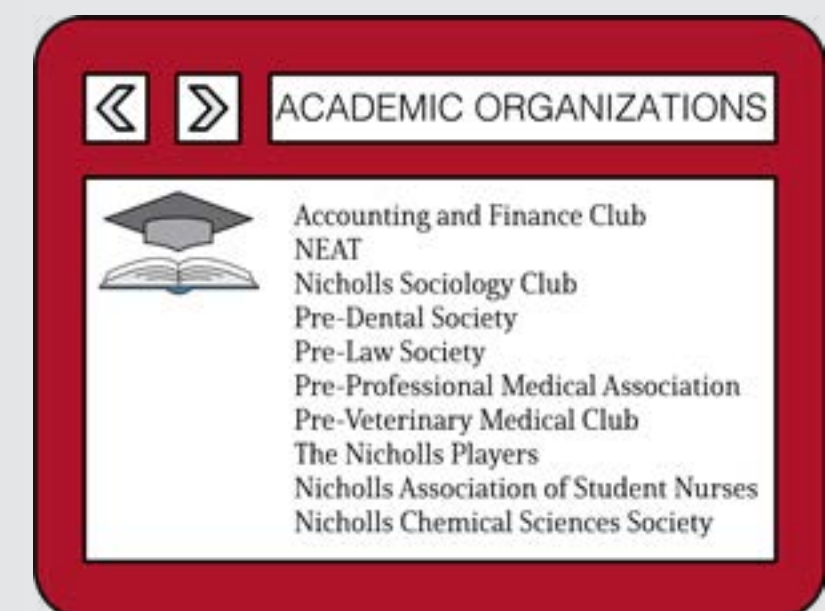 ACADEMIC ORGANIZATIONS
Accounting and Finance Club
NEAT
Nicholls Sociology Club
Pre-Dental Society
Pre-Law Society
Pre-Professional Medical Association
Pre-Veterinary Medical Club
The Nicholls Players
Nicholls Association of Student Nurses
Nicholls Chemical Sciences Society